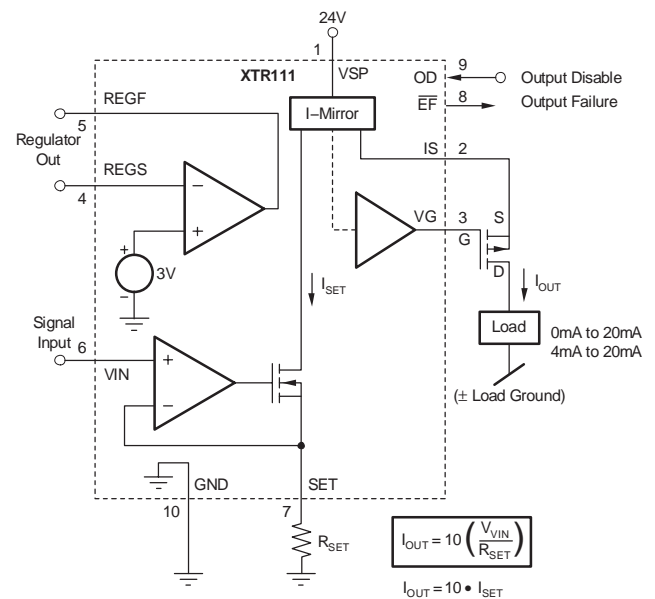 24V
1
XTR111
VSP
OD
9
Output Disable
EF
8
Output Failure
REGF
5
I–Mirror
Regulator
Out
IS
2
REGS
4
–
+
VG
3
S
G
D
+
3V
–
I_SET
I_OUT
Signal
Input
6
VIN
+
–
Load
0mA to 20mA
4mA to 20mA
(± Load Ground)
GND
SET
10
7
R_SET
I_OUT = 10 (V_VIN / R_SET)
I_OUT = 10 • I_SET